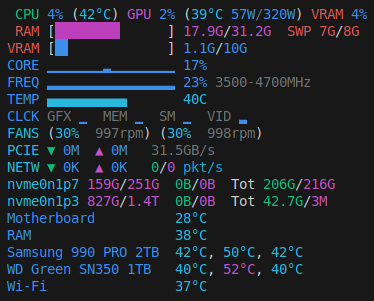 CPU 4% (42°C) GPU 2% (39°C 57W/320W) VRAM 4%
RAM [ ] 17.9G/31.2G SWP 7G/8G
VRAM [ ] 1.1G/10G
CORE 17%
FREQ 23% 3500-4700MHz
TEMP 40C
CLCK GFX _ MEM _ SM _ VID
FANS (30% 997rpm) (30% 998rpm)
PCIE ▼ 0M ▲ 0M 31.5GB/s
NETW ▼ 0K ▲ 0K 0/0 pkt/s
nvme0n1p7 159G/251G 0B/0B Tot 206G/216G
nvme0n1p3 827G/1.4T 0B/0B Tot 42.7G/3M
Motherboard 28°C
RAM 38°C
Samsung 990 PRO 2TB 42°C, 50°C, 42°C
WD Green SN350 1TB 40°C, 52°C, 40°C
Wi-Fi 37°C